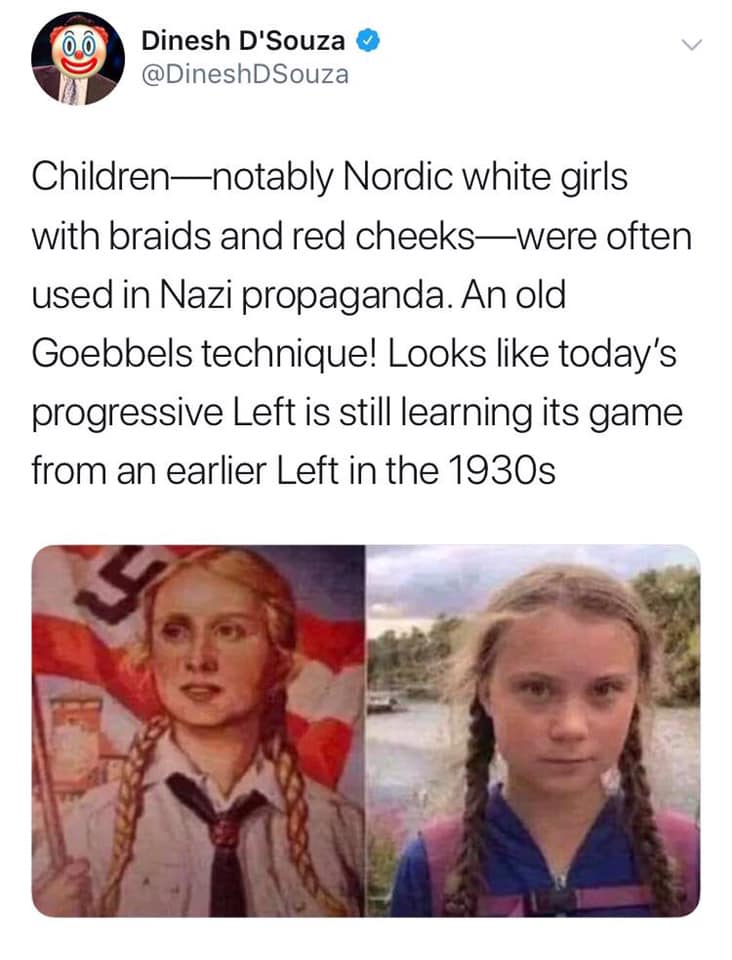 Dinesh D'Souza
@DineshDSouza
Children—notably Nordic white girls
with braids and red cheeks—were often
used in Nazi propaganda. An old
Goebbels technique! Looks like today's
progressive Left is still learning its game
from an earlier Left in the 1930s